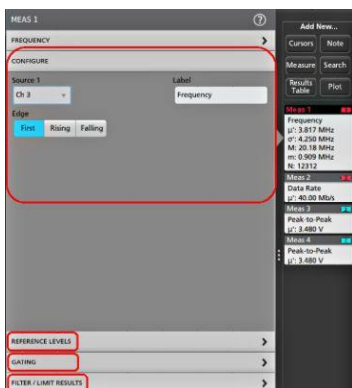 MEAS 1
?
FREQUENCY
CONFIGURE
Source 1
Label
Ch 3
Frequency
Edge
First Rising Falling
REFERENCE LEVELS
GATING
FILTER / LIMIT RESULTS
Add New...
Cursors Note
Measure Search
Results Table Plot
Meas 1
Frequency
μ': 3.817 MHz
σ': 4.250 MHz
M: 20.18 MHz
m: 0.909 MHz
N: 12312
Meas 2
Data Rate
μ': 40.00 Mb/s
Meas 3
Peak-to-Peak
μ': 3.480 V
Meas 4
Peak-to-Peak
μ': 3.480 V